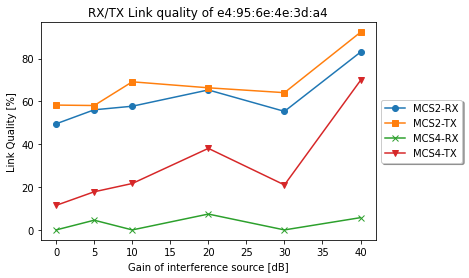 RX/TX Link quality of e4:95:6e:4e:3d:a4
Link Quality [%]
80
60
40
20
0
0 5 10 15 20 25 30 35 40
Gain of interference source [dB]
MCS2-RX
MCS2-TX
MCS4-RX
MCS4-TX